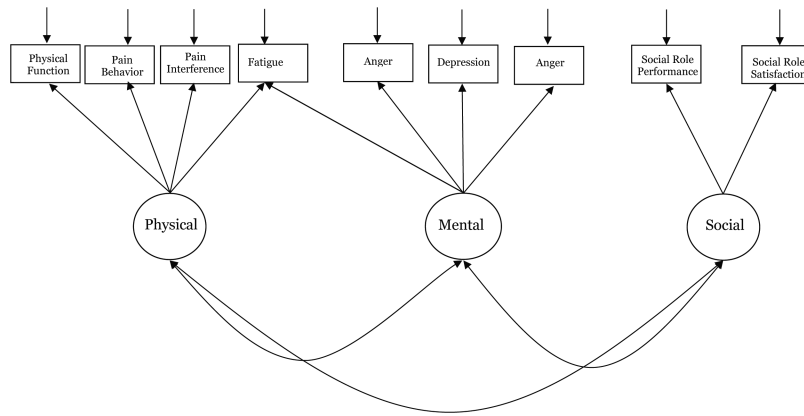 Physical
Function
Pain
Behavior
Pain
Interference
Fatigue
Anger
Depression
Anger
Social Role
Performance
Social Role
Satisfaction
Physical
Mental
Social